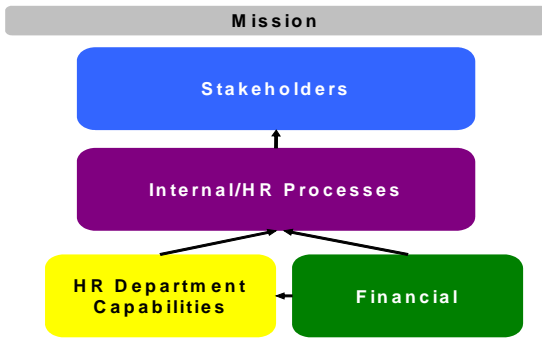 Mission
Stakeholders
Internal/HR Processes
HR Department
Capabilities
Financial